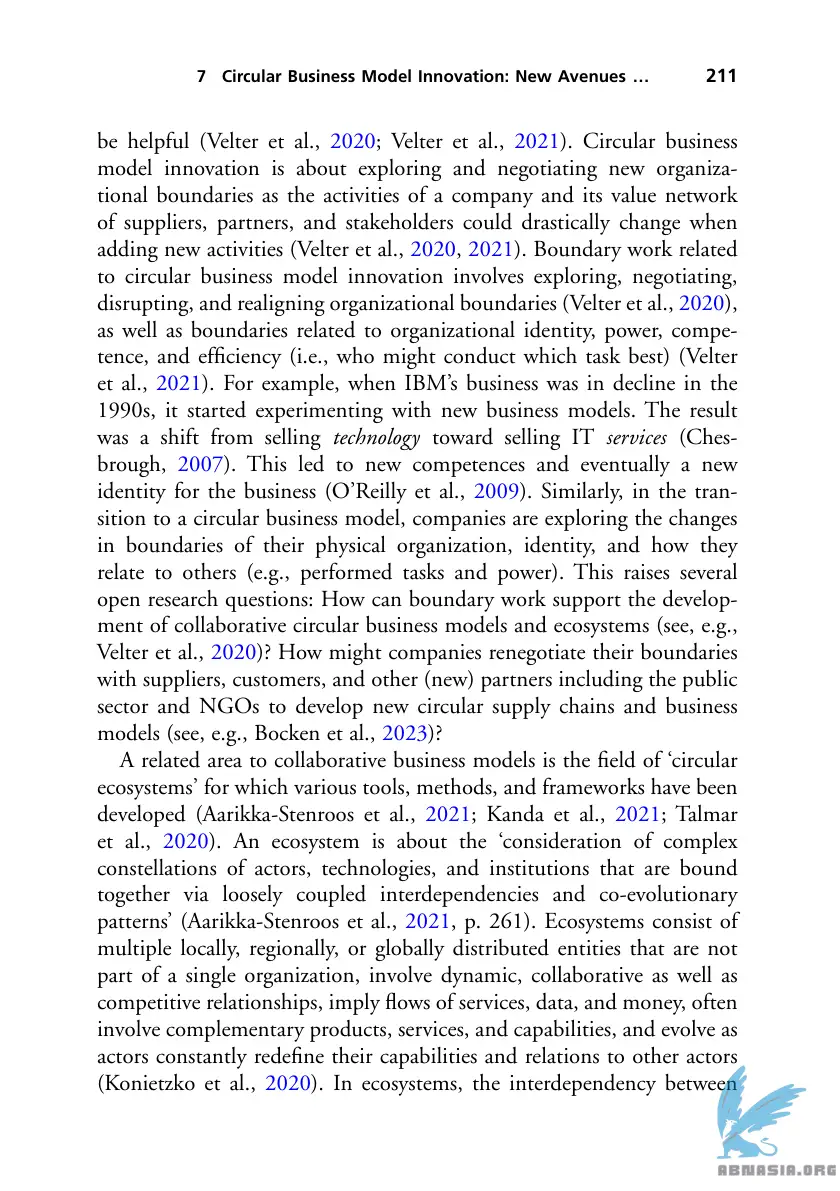 7 Circular Business Model Innovation: New Avenues … 211
be helpful (Velter et al., 2020; Velter et al., 2021). Circular business
model innovation is about exploring and negotiating new organiza-
tional boundaries as the activities of a company and its value network
of suppliers, partners, and stakeholders could drastically change when
adding new activities (Velter et al., 2020, 2021). Boundary work related
to circular business model innovation involves exploring, negotiating,
disrupting, and realigning organizational boundaries (Velter et al., 2020),
as well as boundaries related to organizational identity, power, compe-
tence, and efficiency (i.e., who might conduct which task best) (Velter
et al., 2021). For example, when IBM’s business was in decline in the
1990s, it started experimenting with new business models. The result
was a shift from selling technology toward selling IT services (Ches-
brough, 2007). This led to new competences and eventually a new
identity for the business (O’Reilly et al., 2009). Similarly, in the tran-
sition to a circular business model, companies are exploring the changes
in boundaries of their physical organization, identity, and how they
relate to others (e.g., performed tasks and power). This raises several
open research questions: How can boundary work support the develop-
ment of collaborative circular business models and ecosystems (see, e.g.,
Velter et al., 2020)? How might companies renegotiate their boundaries
with suppliers, customers, and other (new) partners including the public
sector and NGOs to develop new circular supply chains and business
models (see, e.g., Bocken et al., 2023)?
A related area to collaborative business models is the field of ‘circular
ecosystems’ for which various tools, methods, and frameworks have been
developed (Aarikka-Stenroos et al., 2021; Kanda et al., 2021; Talmar
et al., 2020). An ecosystem is about the ‘consideration of complex
constellations of actors, technologies, and institutions that are bound
together via loosely coupled interdependencies and co-evolutionary
patterns’ (Aarikka-Stenroos et al., 2021, p. 261). Ecosystems consist of
multiple locally, regionally, or globally distributed entities that are not
part of a single organization, involve dynamic, collaborative as well as
competitive relationships, imply flows of services, data, and money, often
involve complementary products, services, and capabilities, and evolve as
actors constantly redefine their capabilities and relations to other actors
(Konietzko et al., 2020). In ecosystems, the interdependency between
ABNASIA.ORG